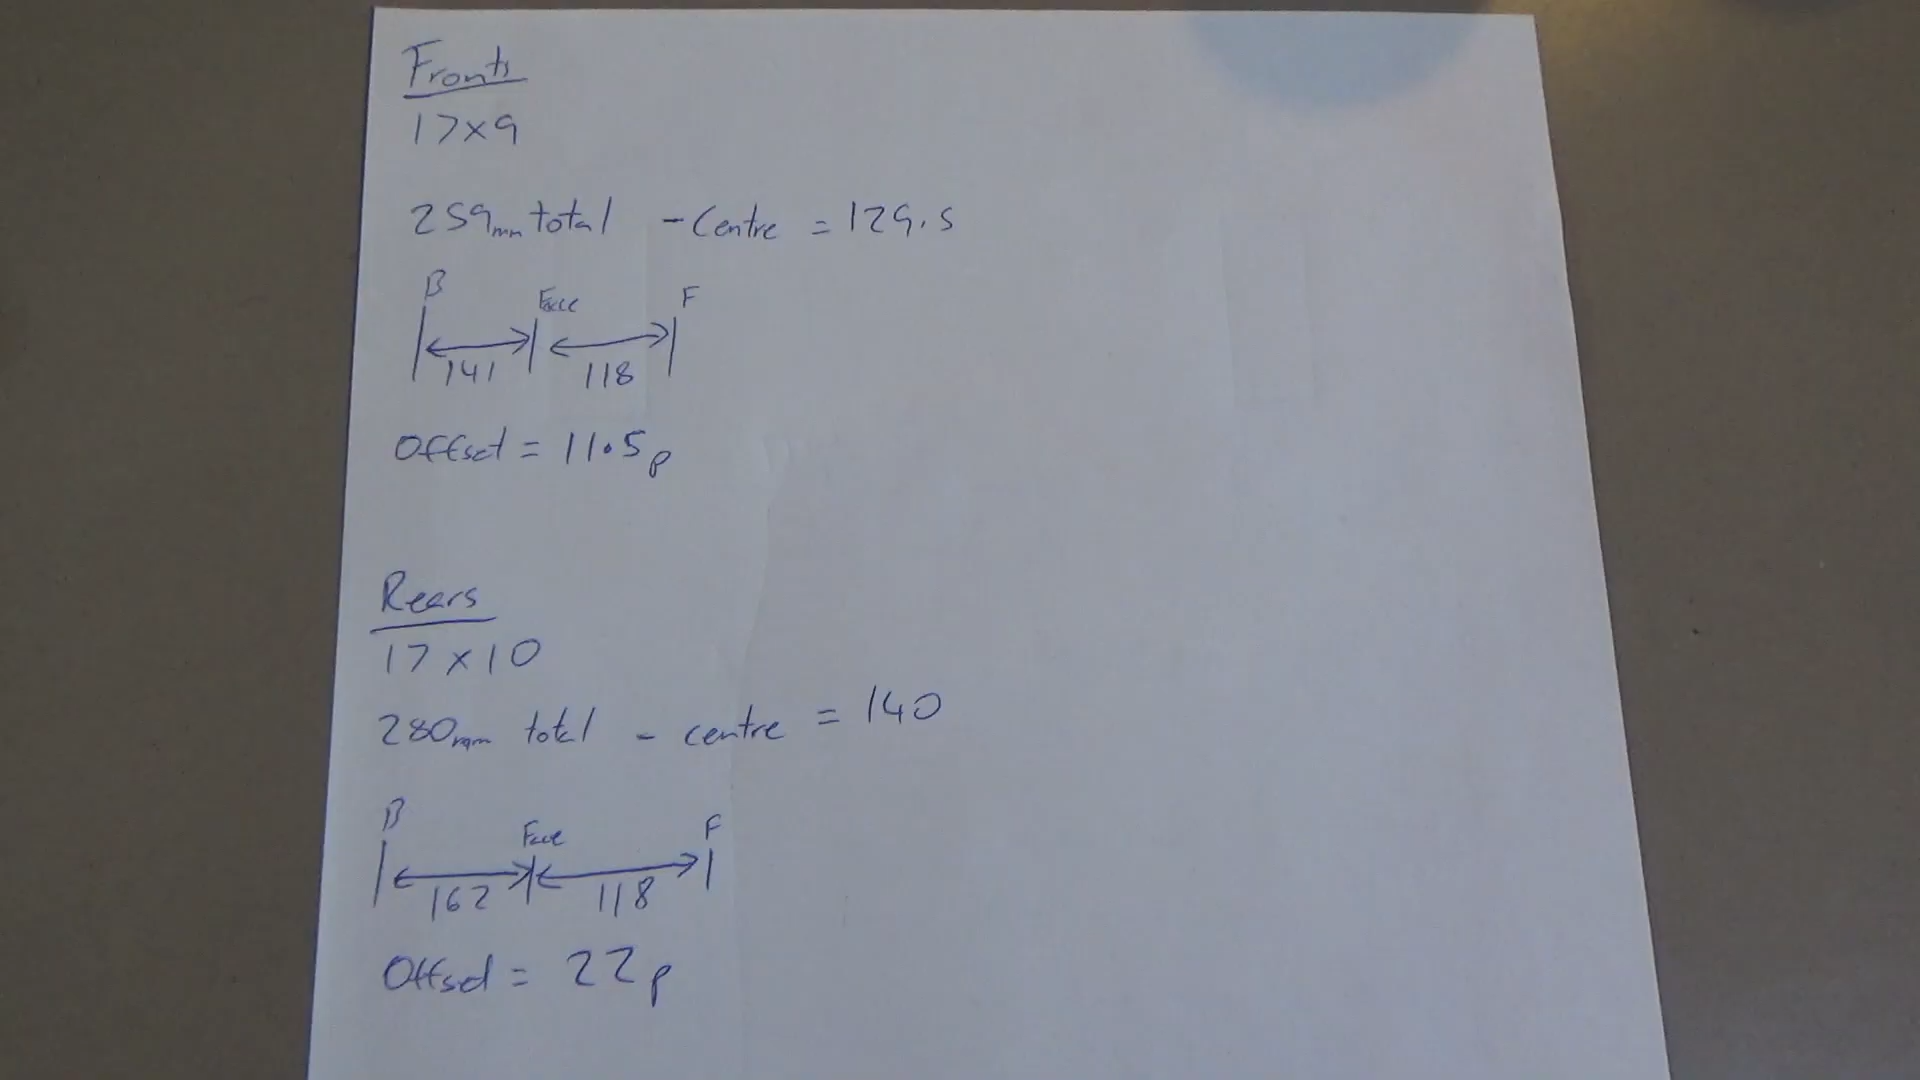 Fronts
17x9
259mm total - Centre = 129.5
B Face F
141 118
Offset = 11.5p
Rears
17x10
280mm total - centre = 140
B Face F
162 118
Offset = 22p